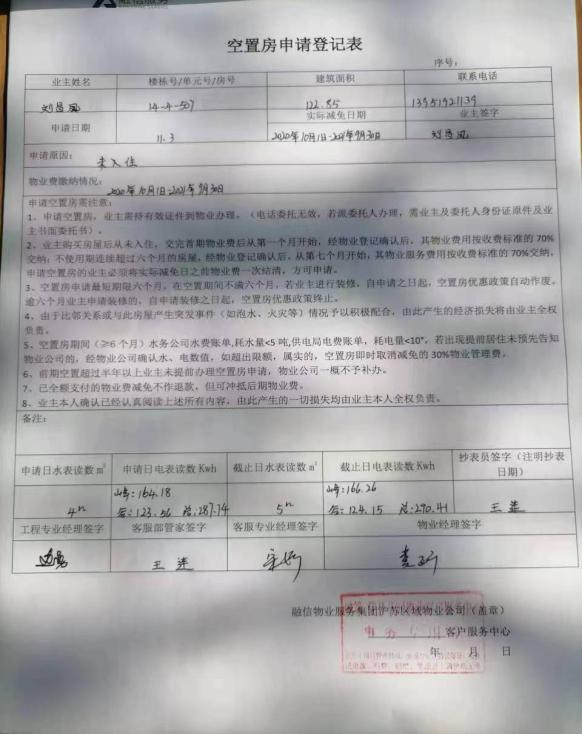 融信服务
空置房申请登记表
序号：
业主姓名 楼栋号/单元号/房号 建筑面积 联系电话
刘昌凤 14-4-507 122.85 13951921139
申请日期 实际减免日期 业主签字
11.3 2020年10月1日-2021年9月30日 刘昌凤
申请原因： 未入住
物业费缴纳情况： 2020年10月1日-2021年9月30日
申请空置房需注意：
1、申请空置房，业主需持有效证件到物业办理，（电话委托无效，若派委托人办理，需业主及委托人身份证原件及业
主书面委托书）。
2、业主购买房屋后从未入住，交完首期物业费后从第一个月开始，经物业登记确认后，其物业费用按收费标准的 70%
交纳；不使用期连续超过六个月的房屋，经物业登记确认后，从第七个月开始，其物业服务费用按收费标准的 70%交纳，
申请空置房的业主必须将实际减免日之前物业费一次结清，方可申请。
3、空置房申请最短期限六个月，在空置期间不满六个月，若业主进行装修，自申请之日起，空置房优惠政策自动作废。
逾六个月业主申请装修的，自申请装修之日起，空置房优惠政策终止。
4、由于比邻关系或与此房屋产生突发事件（如泡水、火灾等）情况予以积极配合，由此产生的经济损失将由业主全权
负责。
5、空置房期间（≥6 个月）水务公司水费账单,耗水量<5 吨,供电局电费账单，耗电量<10°，若出现提前居住未预先告知
物业公司的，经物业公司确认水、电数值，如超出限额，属实的，空置房即时取消减免的 30%物业管理费。
6、前期空置超过半年以上业主未提前办理空置房申请，物业公司一概不予补办。
7、已全额支付的物业费减免不作退款，但可冲抵后期物业费。
8、业主本人确认已经认真阅读上述所有内容，由此产生的一切损失均由业主本人全权负责。
备注：
申请日水表读数 m³ 申请日电表读数 Kwh 截止日水表读数 m³ 截止日电表读数 Kwh 抄表员签字（注明抄表
日期）
峰：164.18 峰：166.26
4m 谷：123.56 总：287.74 5m 谷：124.15 总：290.41 王莲
工程专业经理签字 客服部管家签字 客服专业经理签字 物业经理签字
王莲
融信物业服务集团沪苏区域物业公司（盖章）
客户服务中心
年 月 日